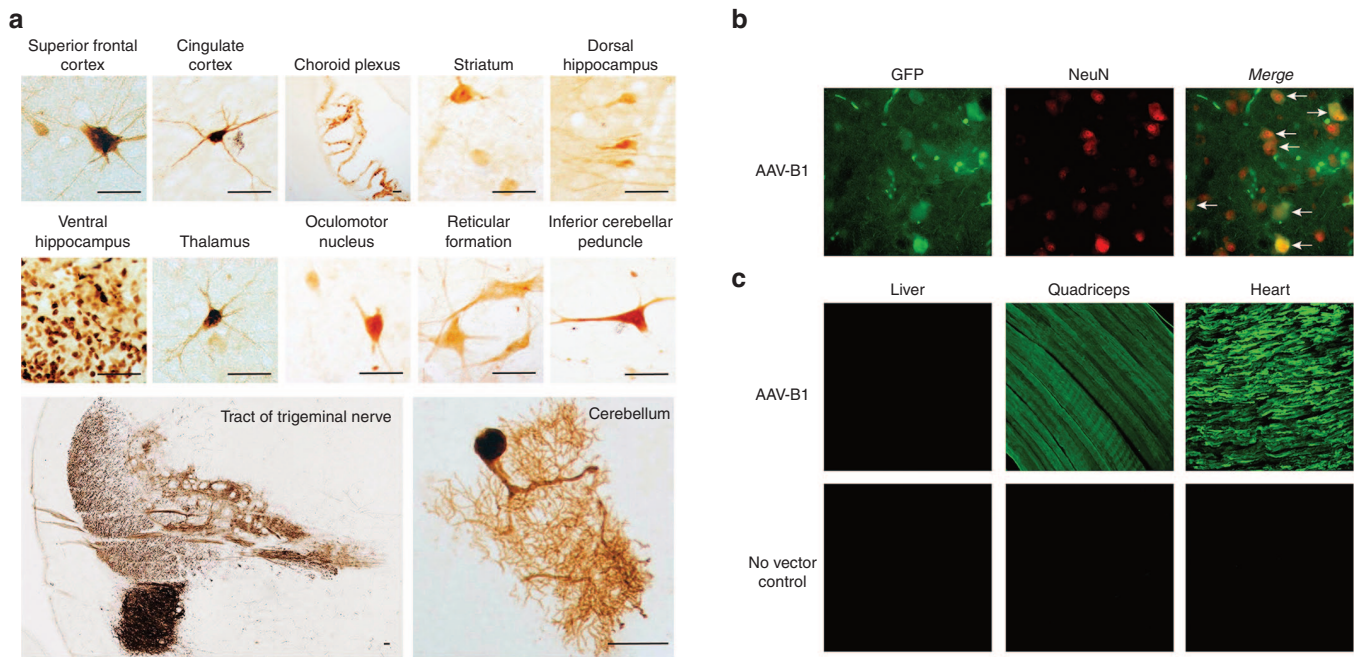 a
Superior frontal
cortex
Cingulate
cortex
Choroid plexus
Striatum
Dorsal
hippocampus
Ventral
hippocampus
Thalamus
Oculomotor
nucleus
Reticular
formation
Inferior cerebellar
peduncle
Tract of trigeminal nerve
Cerebellum
b
GFP
NeuN
Merge
AAV-B1
c
Liver
Quadriceps
Heart
AAV-B1
No vector
control